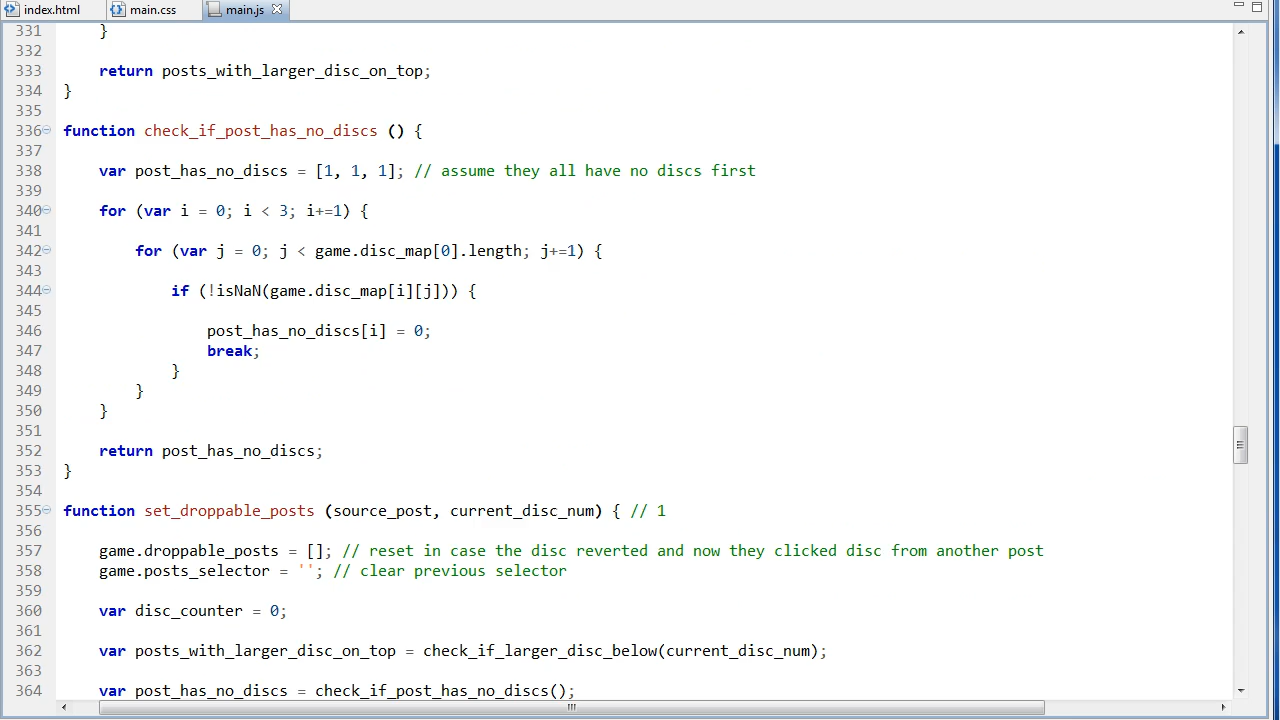 index.html main.css main.js
331 }
332
333 return posts_with_larger_disc_on_top;
334 }
335
336 function check_if_post_has_no_discs () {
337
338 var post_has_no_discs = [1, 1, 1]; // assume they all have no discs first
339
340 for (var i = 0; i < 3; i+=1) {
341
342 for (var j = 0; j < game.disc_map[0].length; j+=1) {
343
344 if (!isNaN(game.disc_map[i][j])) {
345
346 post_has_no_discs[i] = 0;
347 break;
348 }
349 }
350 }
351
352 return post_has_no_discs;
353 }
354
355 function set_droppable_posts (source_post, current_disc_num) { // 1
356
357 game.droppable_posts = []; // reset in case the disc reverted and now they clicked disc from another post
358 game.posts_selector = ''; // clear previous selector
359
360 var disc_counter = 0;
361
362 var posts_with_larger_disc_on_top = check_if_larger_disc_below(current_disc_num);
363
364 var post_has_no_discs = check_if_post_has_no_discs();